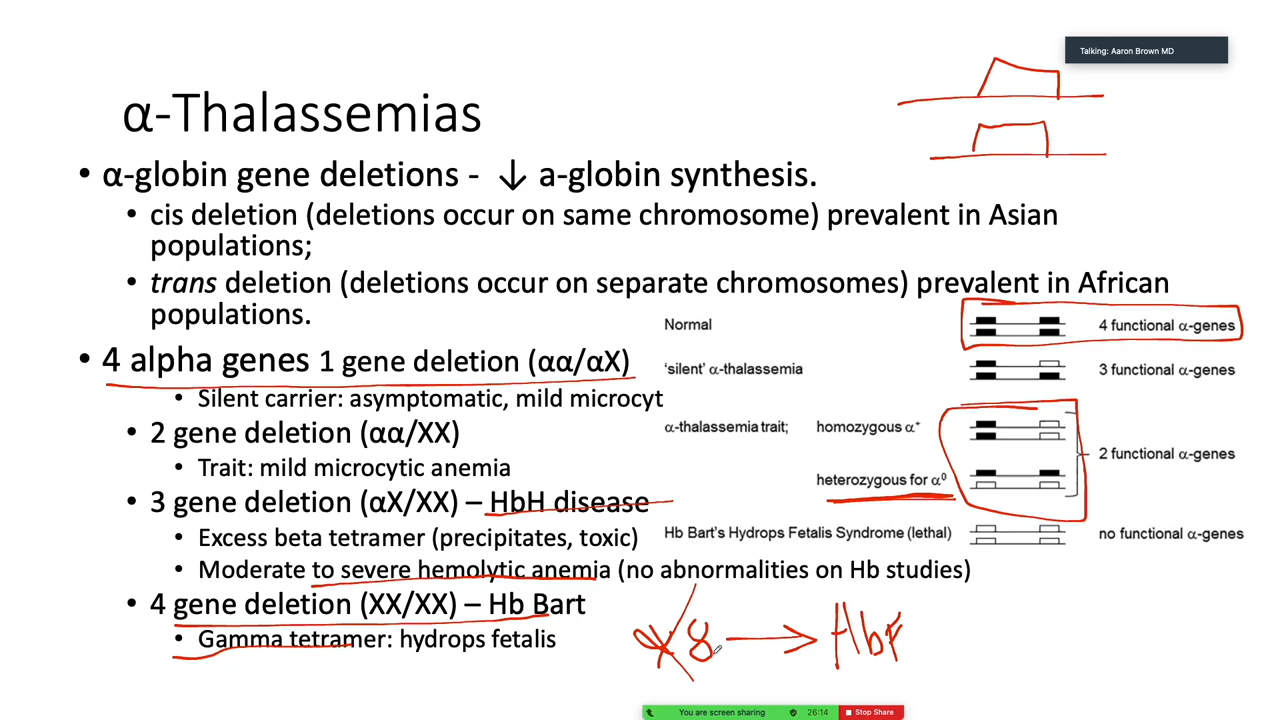 Talking: Aaron Brown MD
α-Thalassemias
• α-globin gene deletions - ↓ a-globin synthesis.
• cis deletion (deletions occur on same chromosome) prevalent in Asian
populations;
• trans deletion (deletions occur on separate chromosomes) prevalent in African
populations.
• 4 alpha genes 1 gene deletion (αα/αX)
• Silent carrier: asymptomatic, mild microcyt
• 2 gene deletion (αα/XX)
• Trait: mild microcytic anemia
• 3 gene deletion (αX/XX) – HbH disease
• Excess beta tetramer (precipitates, toxic)
• Moderate to severe hemolytic anemia (no abnormalities on Hb studies)
• 4 gene deletion (XX/XX) – Hb Bart
• Gamma tetramer: hydrops fetalis
Normal 4 functional α-genes
'silent' α-thalassemia 3 functional α-genes
α-thalassemia trait; homozygous α⁺
2 functional α-genes
heterozygous for α⁰
Hb Bart's Hydrops Fetalis Syndrome (lethal) no functional α-genes
HbF
You are screen sharing 26:14 Stop Share